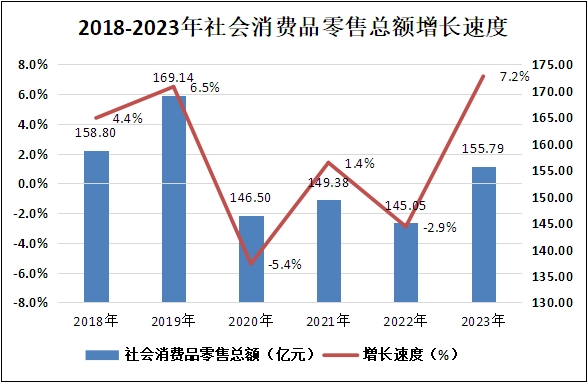 2018-2023年社会消费品零售总额增长速度
8.0% 175.00
6.0% 170.00
4.0% 165.00
2.0% 160.00
0.0% 155.00
-2.0% 150.00
-4.0% 145.00
-6.0% 140.00
-8.0% 135.00
130.00
158.80 169.14 146.50 149.38 145.05 155.79
4.4% 6.5% -5.4% 1.4% -2.9% 7.2%
2018年 2019年 2020年 2021年 2022年 2023年
社会消费品零售总额（亿元） 增长速度（%）